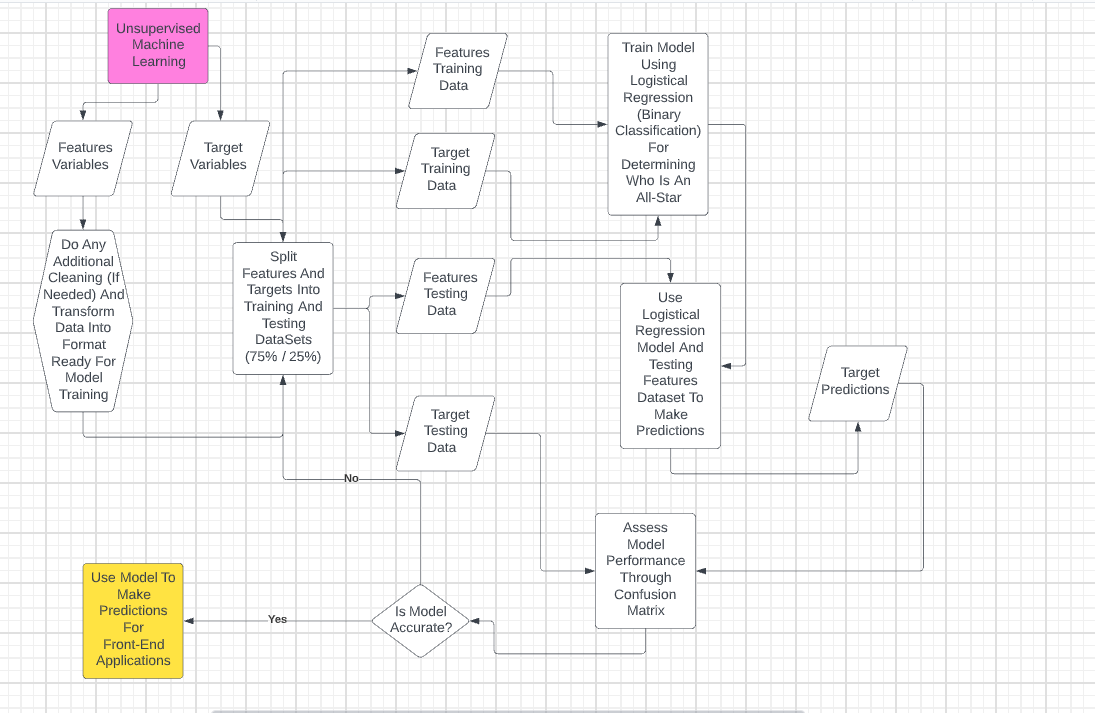 Unsupervised
Machine
Learning
Features
Variables
Target
Variables
Do Any
Additional
Cleaning (If
Needed) And
Transform
Data Into
Format
Ready For
Model
Training
Split
Features And
Targets Into
Training And
Testing
DataSets
(75% / 25%)
Features
Training
Data
Target
Training
Data
Features
Testing
Data
Target
Testing
Data
Train Model
Using
Logistical
Regression
(Binary
Classification)
For
Determining
Who Is An
All-Star
Use
Logistical
Regression
Model And
Testing
Features
Dataset To
Make
Predictions
Target
Predictions
Assess
Model
Performance
Through
Confusion
Matrix
Is Model
Accurate?
No
Yes
Use Model To
Make
Predictions
For
Front-End
Applications